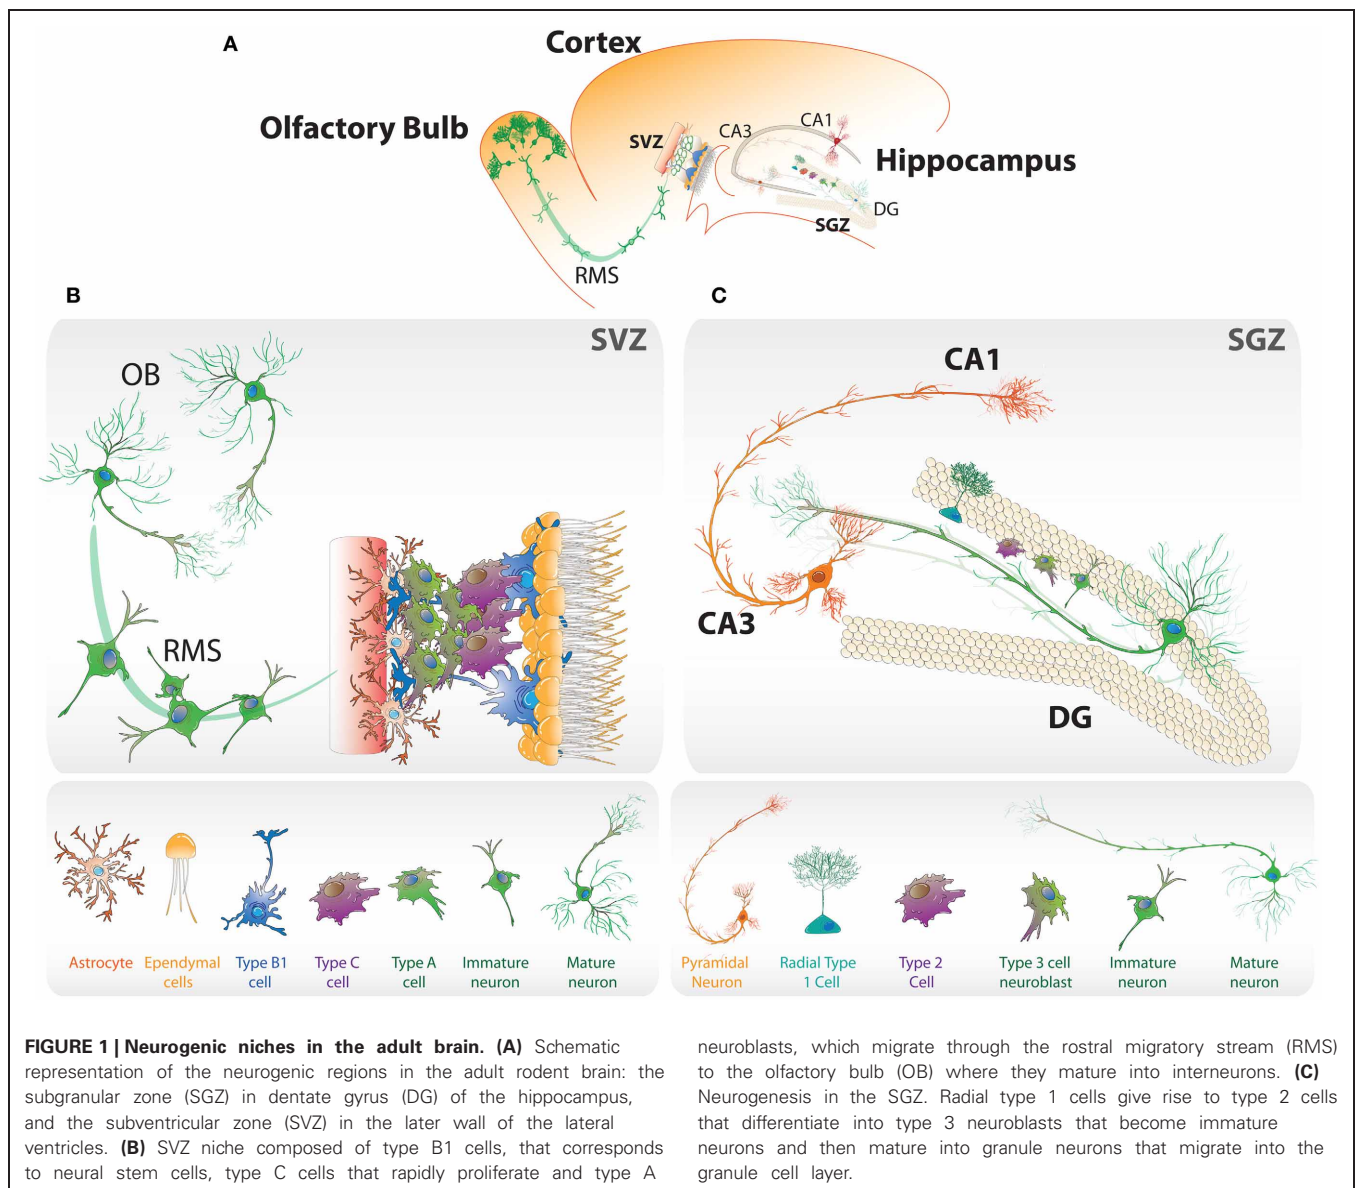 A
Cortex
Olfactory Bulb
SVZ
CA3
CA1
Hippocampus
DG
SGZ
RMS
B
SVZ
OB
RMS
C
SGZ
CA1
CA3
DG
Astrocyte
Ependymal
cells
Type B1
cell
Type C
cell
Type A
cell
Immature
neuron
Mature
neuron
Pyramidal
Neuron
Radial Type
1 Cell
Type 2
Cell
Type 3 cell
neuroblast
Immature
neuron
Mature
neuron
FIGURE 1 | Neurogenic niches in the adult brain. (A) Schematic
representation of the neurogenic regions in the adult rodent brain: the
subgranular zone (SGZ) in dentate gyrus (DG) of the hippocampus,
and the subventricular zone (SVZ) in the later wall of the lateral
ventricles. (B) SVZ niche composed of type B1 cells, that corresponds
to neural stem cells, type C cells that rapidly proliferate and type A
neuroblasts, which migrate through the rostral migratory stream (RMS)
to the olfactory bulb (OB) where they mature into interneurons. (C)
Neurogenesis in the SGZ. Radial type 1 cells give rise to type 2 cells
that differentiate into type 3 neuroblasts that become immature
neurons and then mature into granule neurons that migrate into the
granule cell layer.